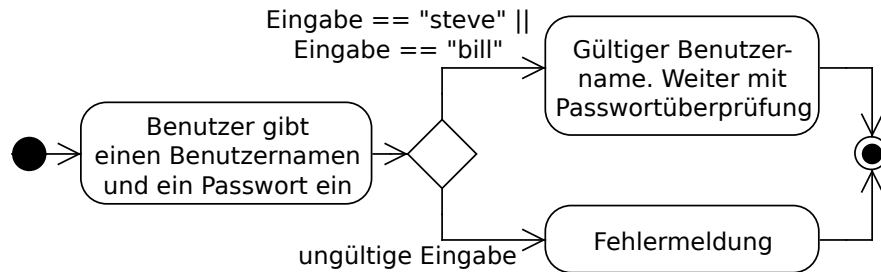 Eingabe == "steve" ||
Eingabe == "bill"
Gültiger Benutzer-
name. Weiter mit
Passwortüberprüfung
Benutzer gibt
einen Benutzernamen
und ein Passwort ein
ungültige Eingabe
Fehlermeldung